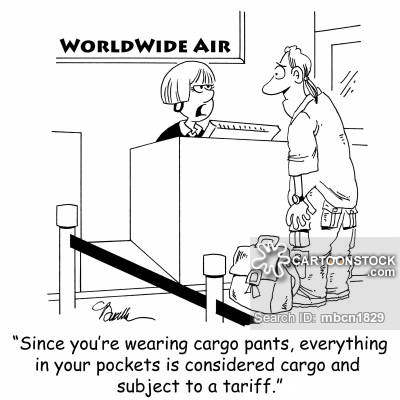 WORLDWIDE AIR
CARTOONSTOCK
.com
Search ID: mbcn1829
"Since you're wearing cargo pants, everything
in your pockets is considered cargo and
subject to a tariff."